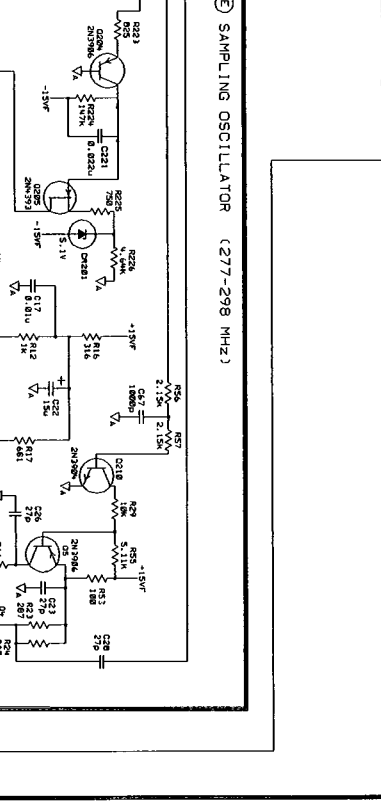 E SAMPLING OSCILLATOR (277-298 MHz)
R223
825
Q204
2N3906
A
-15VF
R224
147K
C221
0.022u
Q205
2N4393
R225
750
-15VF
5.1V
CR201
R226
4.64K
A
C17
0.01u
A
R12
1K
+15VF
R16
316
C22
15u
+
A
R17
681
R56
2.15K
C67
1000p
A
R57
2.15K
Q210
2N3904
A
R29
10K
R55
5.11K
+15VF
C26
27p
Q5
2N3906
R53
100
C23
27p
A
R23
287
R24
Q4
C28
27p